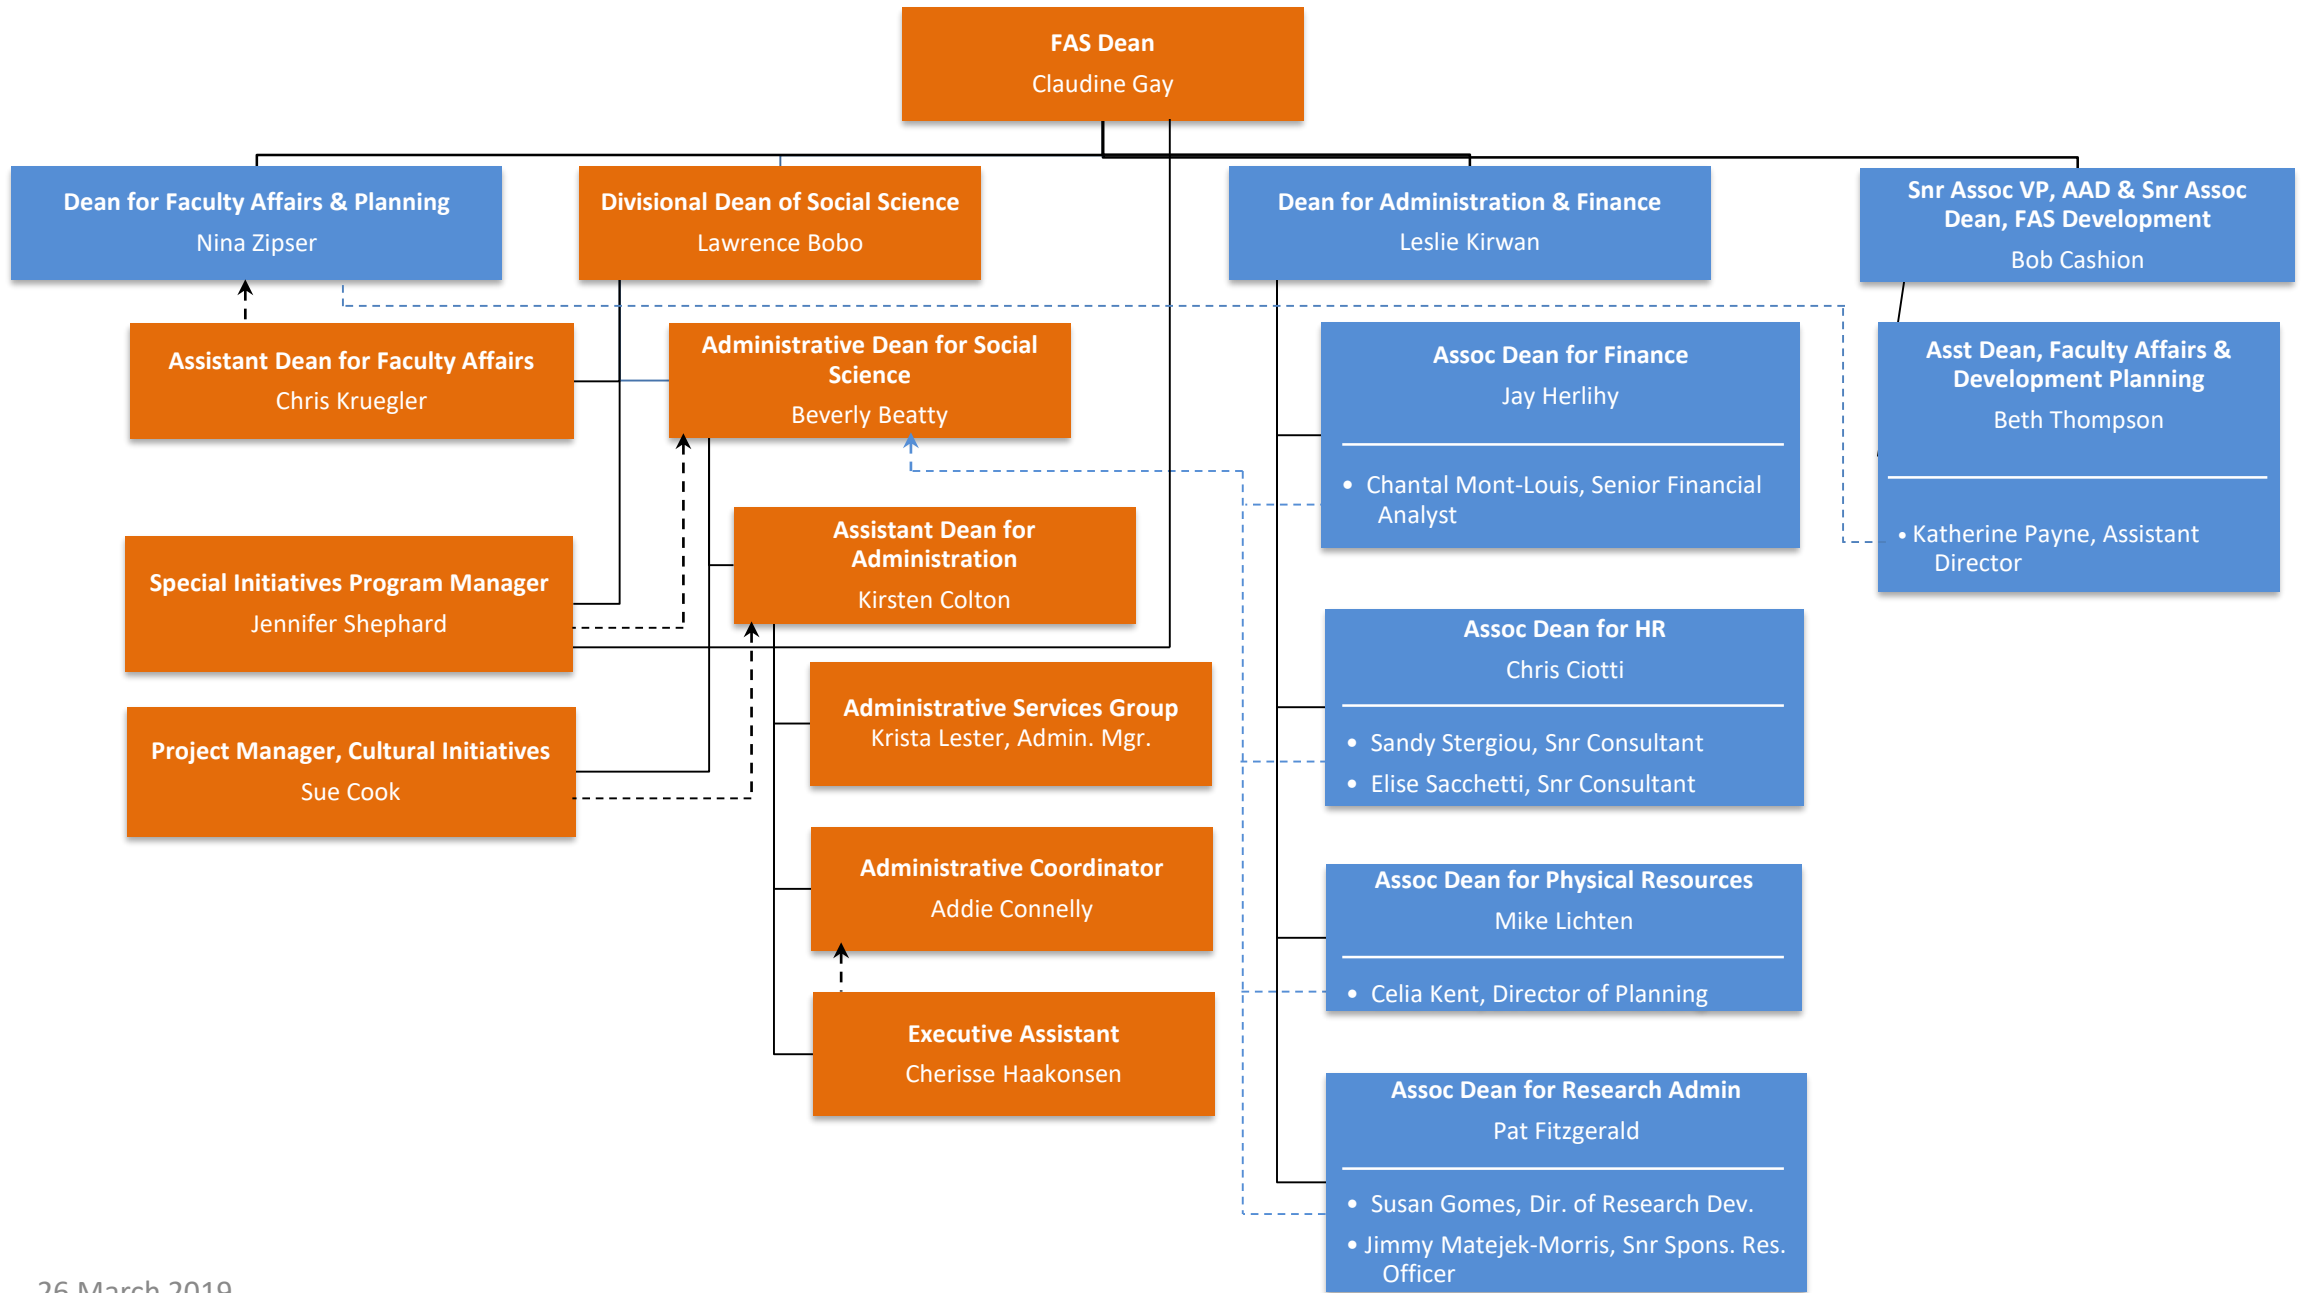 FAS Dean
Claudine Gay
Dean for Faculty Affairs & Planning
Nina Zipser
Divisional Dean of Social Science
Lawrence Bobo
Dean for Administration & Finance
Leslie Kirwan
Snr Assoc VP, AAD & Snr Assoc
Dean, FAS Development
Bob Cashion
Assistant Dean for Faculty Affairs
Chris Kruegler
Administrative Dean for Social
Science
Beverly Beatty
Assoc Dean for Finance
Jay Herlihy
• Chantal Mont-Louis, Senior Financial
Analyst
Asst Dean, Faculty Affairs &
Development Planning
Beth Thompson
• Katherine Payne, Assistant
Director
Special Initiatives Program Manager
Jennifer Shephard
Assistant Dean for
Administration
Kirsten Colton
Assoc Dean for HR
Chris Ciotti
• Sandy Stergiou, Snr Consultant
• Elise Sacchetti, Snr Consultant
Project Manager, Cultural Initiatives
Sue Cook
Administrative Services Group
Krista Lester, Admin. Mgr.
Administrative Coordinator
Addie Connelly
Assoc Dean for Physical Resources
Mike Lichten
• Celia Kent, Director of Planning
Executive Assistant
Cherisse Haakonsen
Assoc Dean for Research Admin
Pat Fitzgerald
• Susan Gomes, Dir. of Research Dev.
• Jimmy Matejek-Morris, Snr Spons. Res.
Officer
26 March 2019